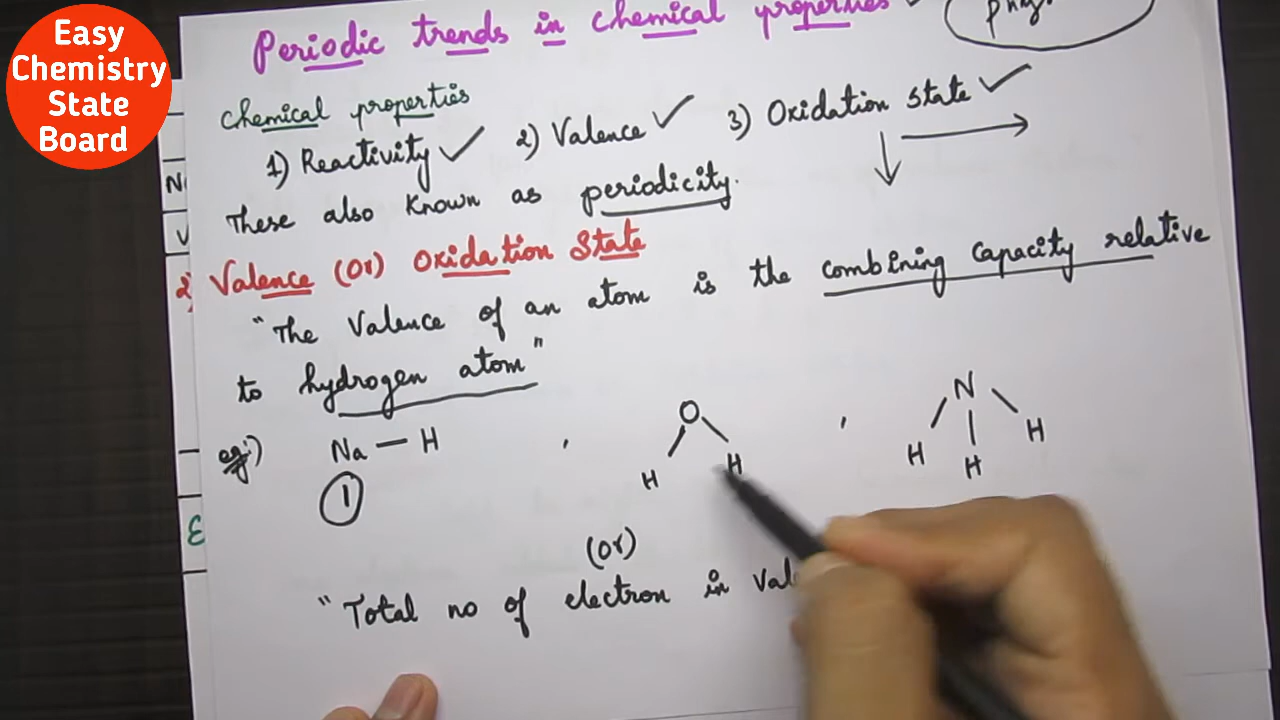 Easy
Chemistry
State
Board
Periodic trends in chemical properties
chemical properties
1) Reactivity ✓ 2) Valence ✓ 3) Oxidation state ✓
These also known as periodicity.
2) Valence (Or) Oxidation State
"The Valence of an atom is the combining capacity relative
to hydrogen atom"
eg:) Na — H , O , N
H H H H H
1
(Or)
"Total no of electron in